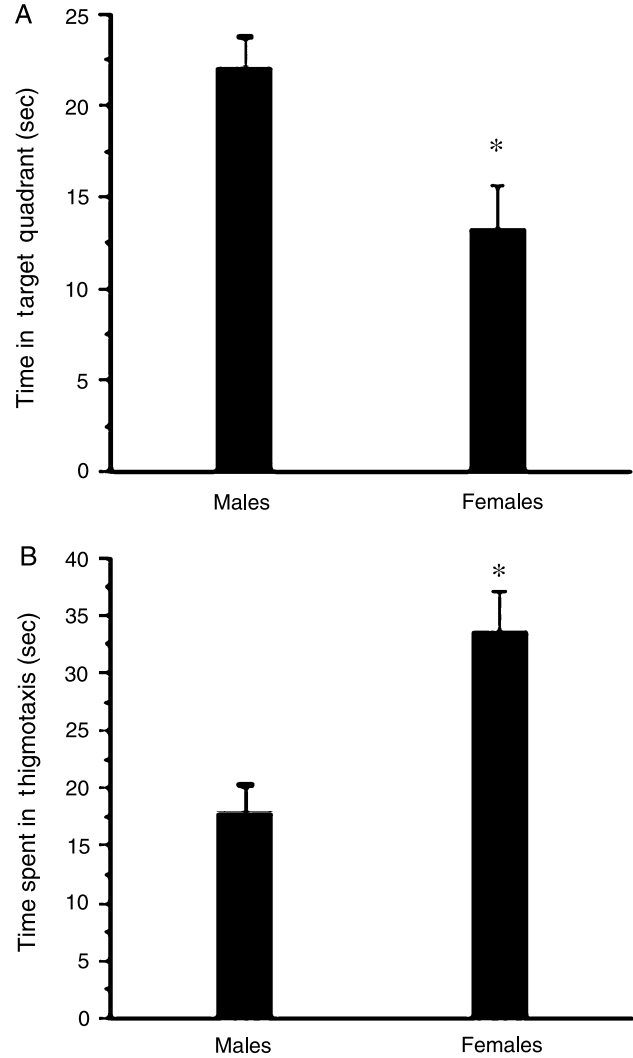 A
Time in target quadrant (sec)
25
20
15
10
5
0
*
Males
Females
B
Time spent in thigmotaxis (sec)
40
35
30
25
20
15
10
5
0
*
Males
Females